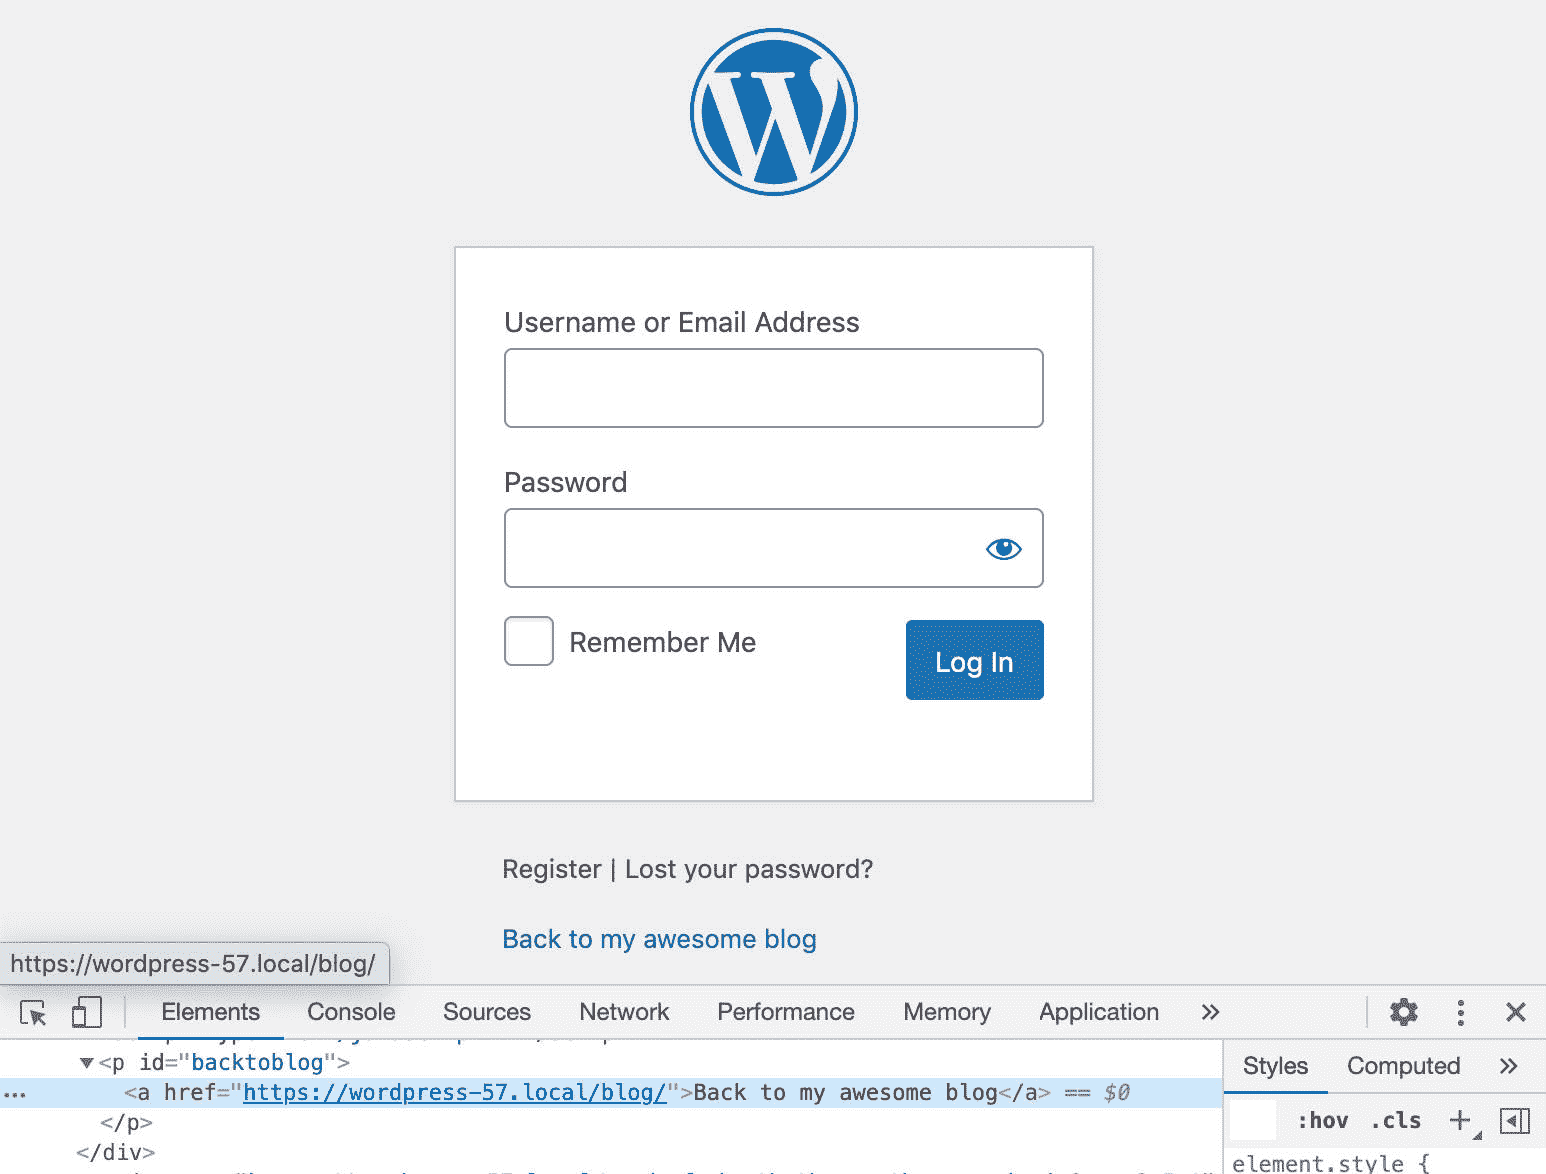 Username or Email Address
Password
Remember Me
Log In
Register | Lost your password?
Back to my awesome blog
https://wordpress-57.local/blog/
Elements Console Sources Network Performance Memory Application »
<p id="backtoblog">
Styles Computed »
… <a href="https://wordpress-57.local/blog/">Back to my awesome blog</a> == $0
</p>
:hov .cls +
</div>
element.style {